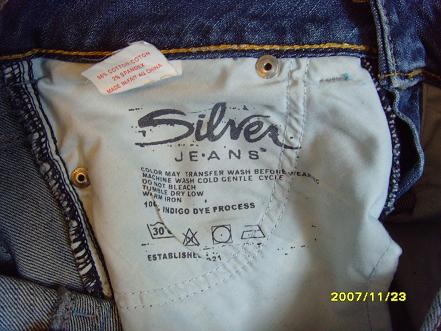 98% COTTON/COTON
2% SPANDEX
MADE IN/FAIT AU CHINA
Silver
JEANS™
COLOR MAY TRANSFER WASH BEFORE WEARING
MACHINE WASH COLD GENTLE CYCLE
DO NOT BLEACH
TUMBLE DRY LOW
WARM IRON
INDIGO DYE PROCESS
30
ESTABLISHED
2007/11/23